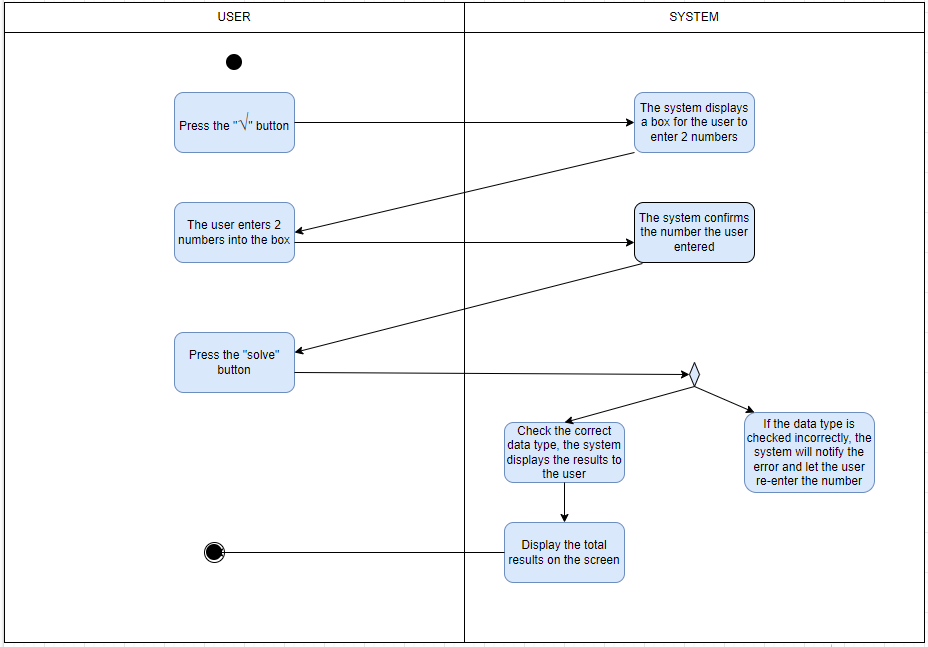 USER
SYSTEM
Press the "√" button
The system displays
a box for the user to
enter 2 numbers
The user enters 2
numbers into the box
The system confirms
the number the user
entered
Press the "solve"
button
Check the correct
data type, the system
displays the results to
the user
If the data type is
checked incorrectly, the
system will notify the
error and let the user
re-enter the number
Display the total
results on the screen